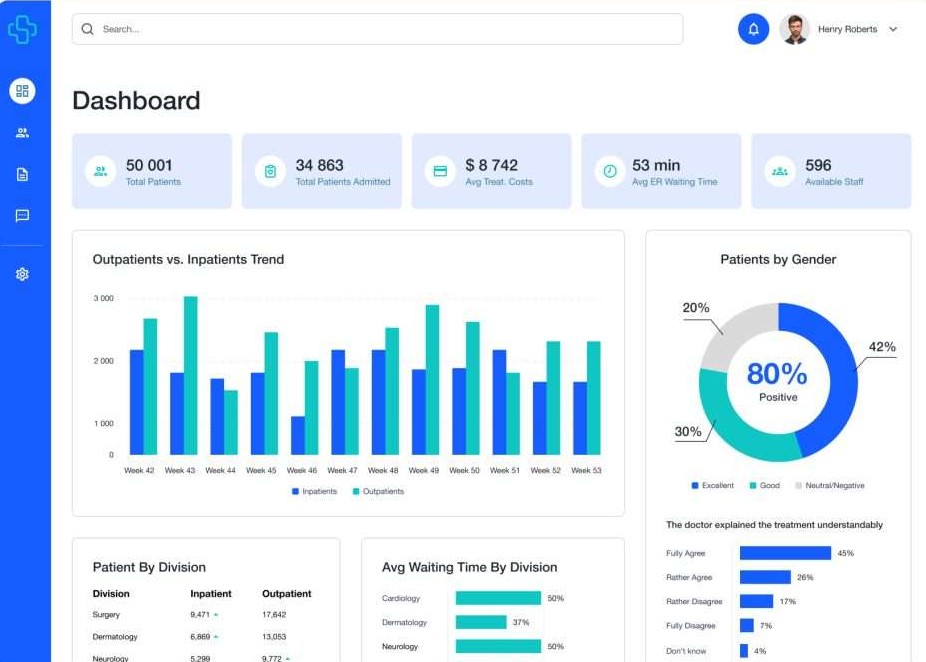 Search...
Henry Roberts
Dashboard
50 001
Total Patients
34 863
Total Patients Admitted
$ 8 742
Avg Treat. Costs
53 min
Avg ER Waiting Time
596
Available Staff
Outpatients vs. Inpatients Trend
3 000
2 000
1 000
0
Week 42 Week 43 Week 44 Week 45 Week 46 Week 47 Week 48 Week 49 Week 50 Week 51 Week 52 Week 53
Inpatients Outpatients
Patients by Gender
20%
42%
80%
Positive
30%
Excellent Good Neutral/Negative
The doctor explained the treatment understandably
Fully Agree 45%
Rather Agree 26%
Rather Disagree 17%
Fully Disagree 7%
Don't know 4%
Patient By Division
Division Inpatient Outpatient
Surgery 9,471 17,642
Dermatology 6,869 13,053
Neurology 5,299 9,772
Avg Waiting Time By Division
Cardiology 50%
Dermatology 37%
Neurology 50%